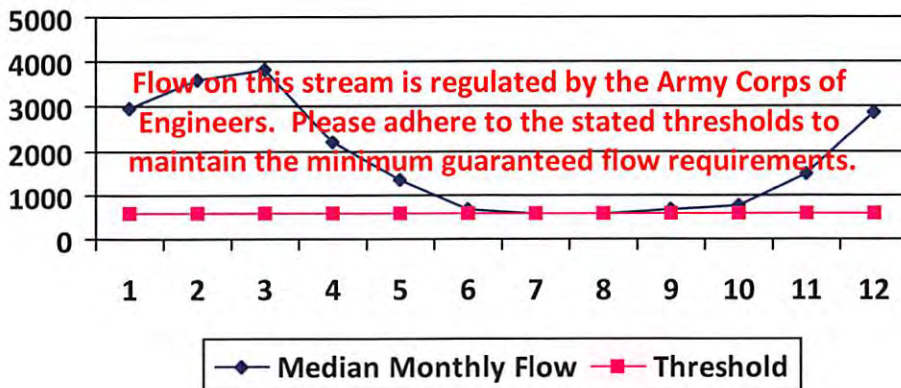 5000
4000
3000
2000
1000
0
Flow on this stream is regulated by the Army Corps of
Engineers. Please adhere to the stated thresholds to
maintain the minimum guaranteed flow requirements.
1 2 3 4 5 6 7 8 9 10 11 12
Median Monthly Flow Threshold